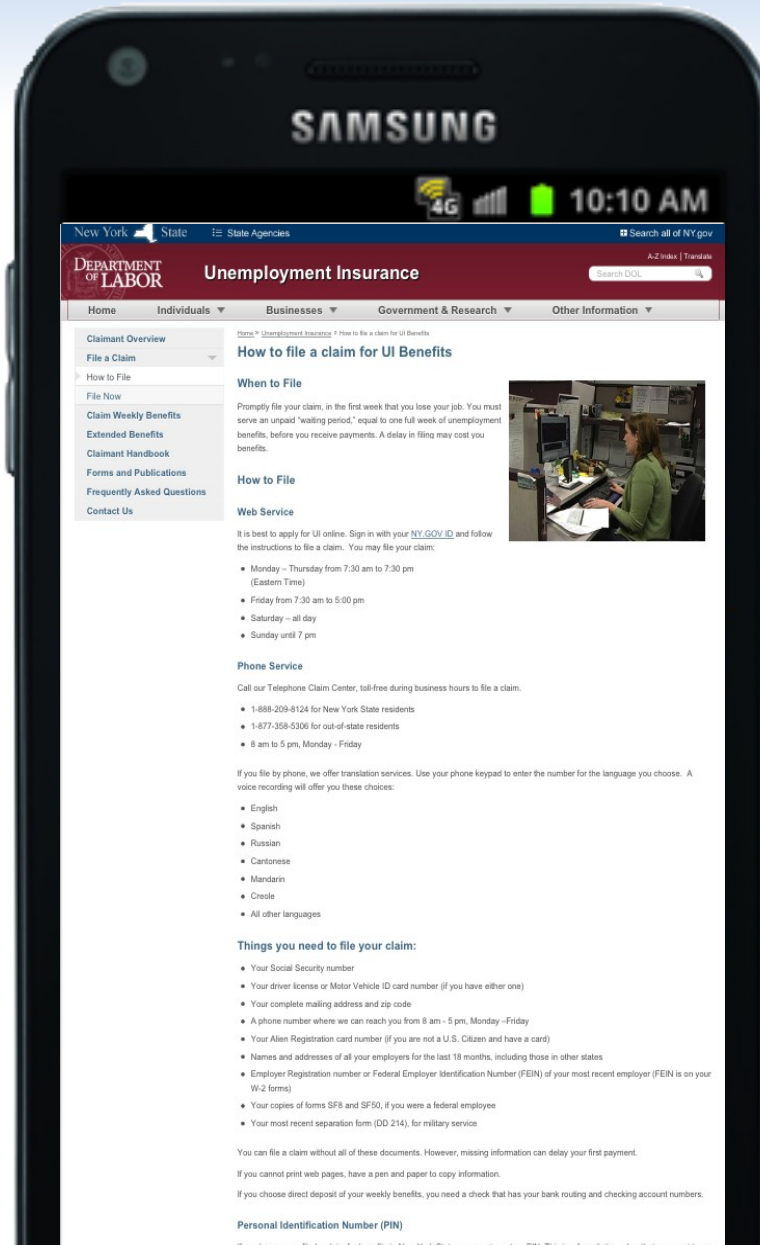 SAMSUNG
4G 10:10 AM
New York State State Agencies Search all of NY.gov
A-Z Index | Translate
DEPARTMENT OF LABOR
Unemployment Insurance
Search DOL
Home Individuals Businesses Government & Research Other Information
Claimant Overview
File a Claim
How to File
File Now
Claim Weekly Benefits
Extended Benefits
Claimant Handbook
Forms and Publications
Frequently Asked Questions
Contact Us
Home > Unemployment Insurance > How to file a claim for UI Benefits
How to file a claim for UI Benefits
When to File
Promptly file your claim, in the first week that you lose your job. You must
serve an unpaid "waiting period," equal to one full week of unemployment
benefits, before you receive payments. A delay in filing may cost you
benefits.
How to File
Web Service
It is best to apply for UI online. Sign in with your NY.GOV ID and follow
the instructions to file a claim. You may file your claim:
• Monday – Thursday from 7:30 am to 7:30 pm
(Eastern Time)
• Friday from 7:30 am to 5:00 pm
• Saturday – all day
• Sunday until 7 pm
Phone Service
Call our Telephone Claim Center, toll-free during business hours to file a claim.
• 1-888-209-8124 for New York State residents
• 1-877-358-5306 for out-of-state residents
• 8 am to 5 pm, Monday - Friday
If you file by phone, we offer translation services. Use your phone keypad to enter the number for the language you choose. A
voice recording will offer you these choices:
• English
• Spanish
• Russian
• Cantonese
• Mandarin
• Creole
• All other languages
Things you need to file your claim:
• Your Social Security number
• Your driver license or Motor Vehicle ID card number (if you have either one)
• Your complete mailing address and zip code
• A phone number where we can reach you from 8 am - 5 pm, Monday –Friday
• Your Alien Registration card number (if you are not a U.S. Citizen and have a card)
• Names and addresses of all your employers for the last 18 months, including those in other states
• Employer Registration number or Federal Employer Identification Number (FEIN) of your most recent employer (FEIN is on your
W-2 forms)
• Your copies of forms SF8 and SF50, if you were a federal employee
• Your most recent separation form (DD 214), for military service
You can file a claim without all of these documents. However, missing information can delay your first payment.
If you cannot print web pages, have a pen and paper to copy information.
If you choose direct deposit of your weekly benefits, you need a check that has your bank routing and checking account numbers.
Personal Identification Number (PIN)